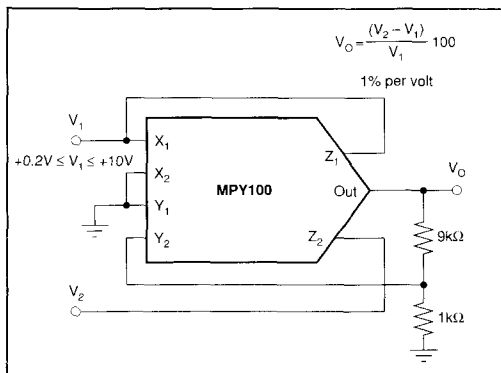 V_O = (V_2 – V_1) / V_1 100
1% per volt
V_1
+0.2V ≤ V_1 ≤ +10V
X_1
X_2
Y_1
Y_2
MPY100
Z_1
Out
Z_2
V_O
9kΩ
1kΩ
V_2